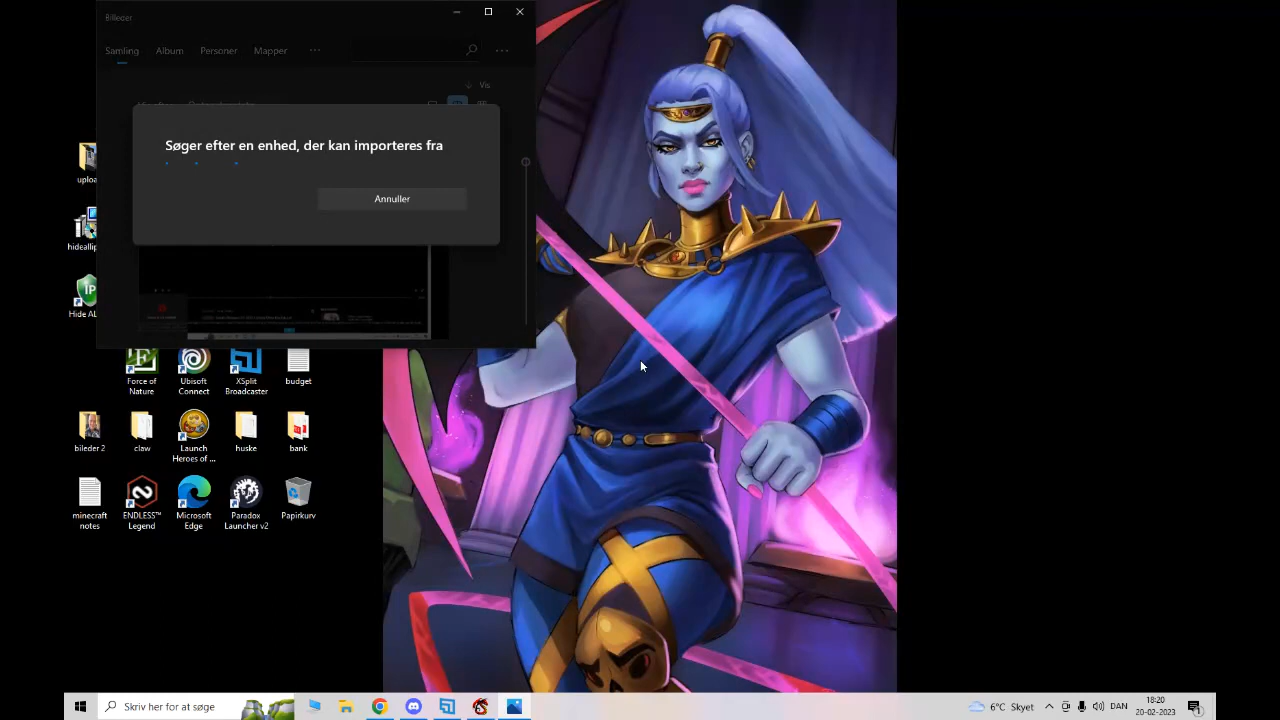 Billeder
Samling Album Personer Mapper
Vis
Søger efter en enhed, der kan importeres fra
Annuller
uploa
hideallip
Hide AL
Force of
Nature
Ubisoft
Connect
XSplit
Broadcaster
budget
bileder 2
claw
Launch
Heroes of ...
huske
bank
minecraft
notes
ENDLESS™
Legend
Microsoft
Edge
Paradox
Launcher v2
Papirkurv
Skriv her for at søge
6°C Skyet
DAN
18:20
20-02-2023